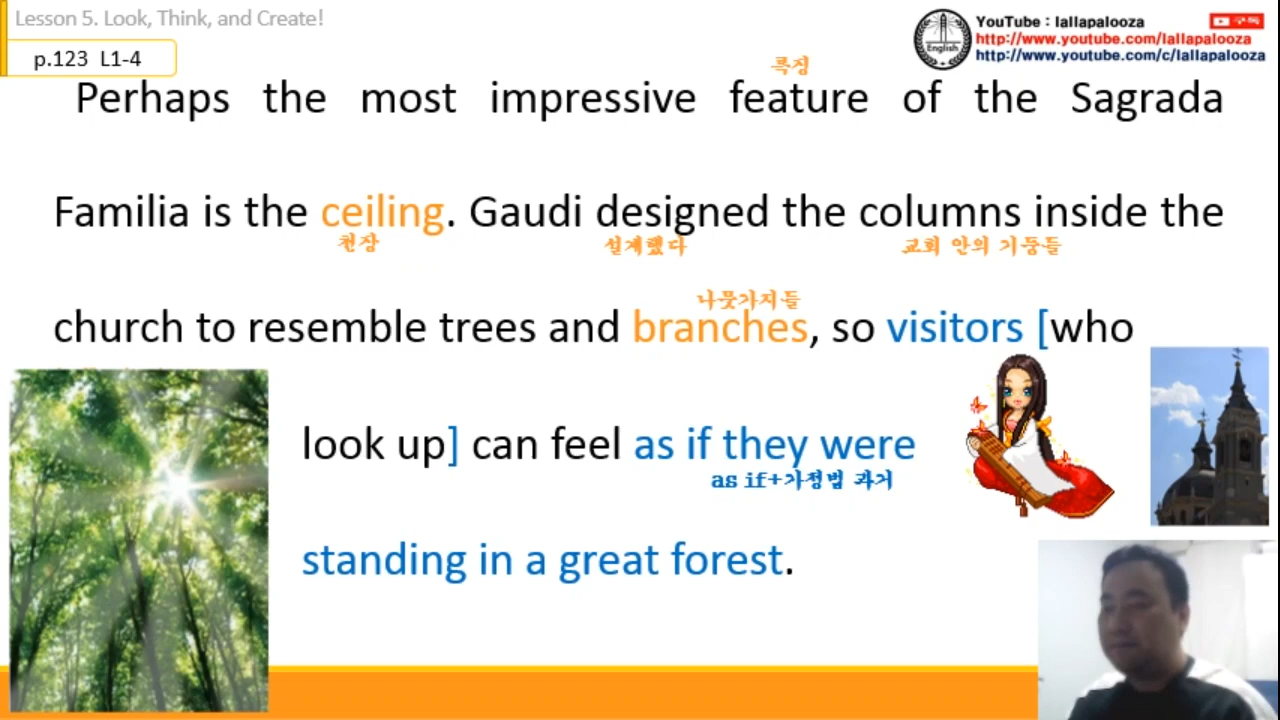 Lesson 5. Look, Think, and Create!
p.123 L1-4
English
YouTube : lallapalooza
구독
http://www.youtube.com/lallapalooza
http://www.youtube.com/c/lallapalooza
특징
Perhaps the most impressive feature of the Sagrada
Familia is the ceiling. Gaudi designed the columns inside the
천장 설계했다 교회 안의 기둥들
나뭇가지들
church to resemble trees and branches, so visitors [who
look up] can feel as if they were
as if+가정법 과거
standing in a great forest.